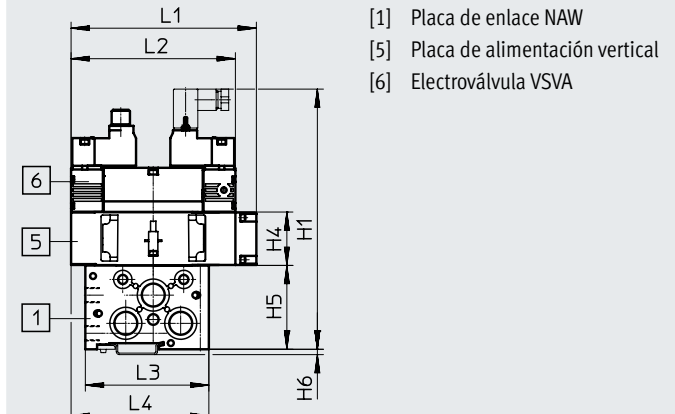 L1
L2
[1] Placa de enlace NAW
[5] Placa de alimentación vertical
[6] Electroválvula VSVA
6
5
1
H4
H1
H5
H6
L3
L4